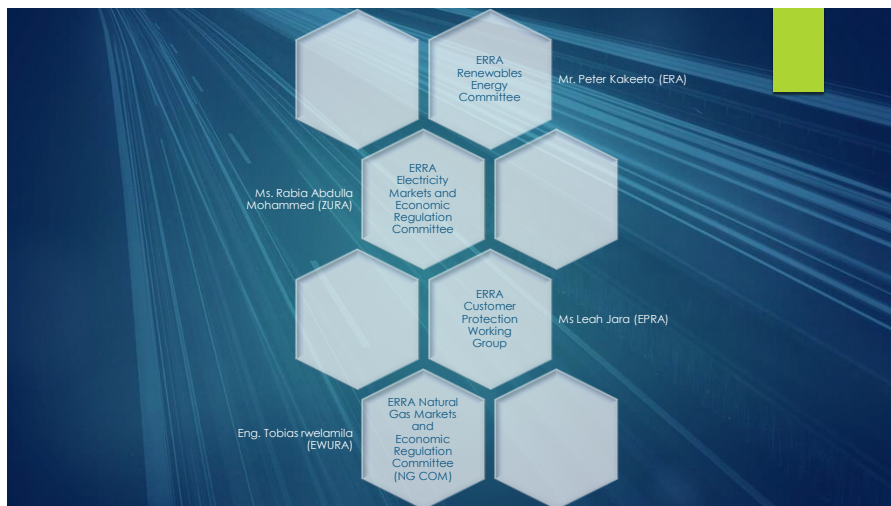 ERRA
Renewables
Energy
Committee
Mr. Peter Kakeeto (ERA)
Ms. Rabia Abdulla
Mohammed (ZURA)
ERRA
Electricity
Markets and
Economic
Regulation
Committee
ERRA
Customer
Protection
Working
Group
Ms Leah Jara (EPRA)
Eng. Tobias rwelamila
(EWURA)
ERRA Natural
Gas Markets
and
Economic
Regulation
Committee
(NG COM)